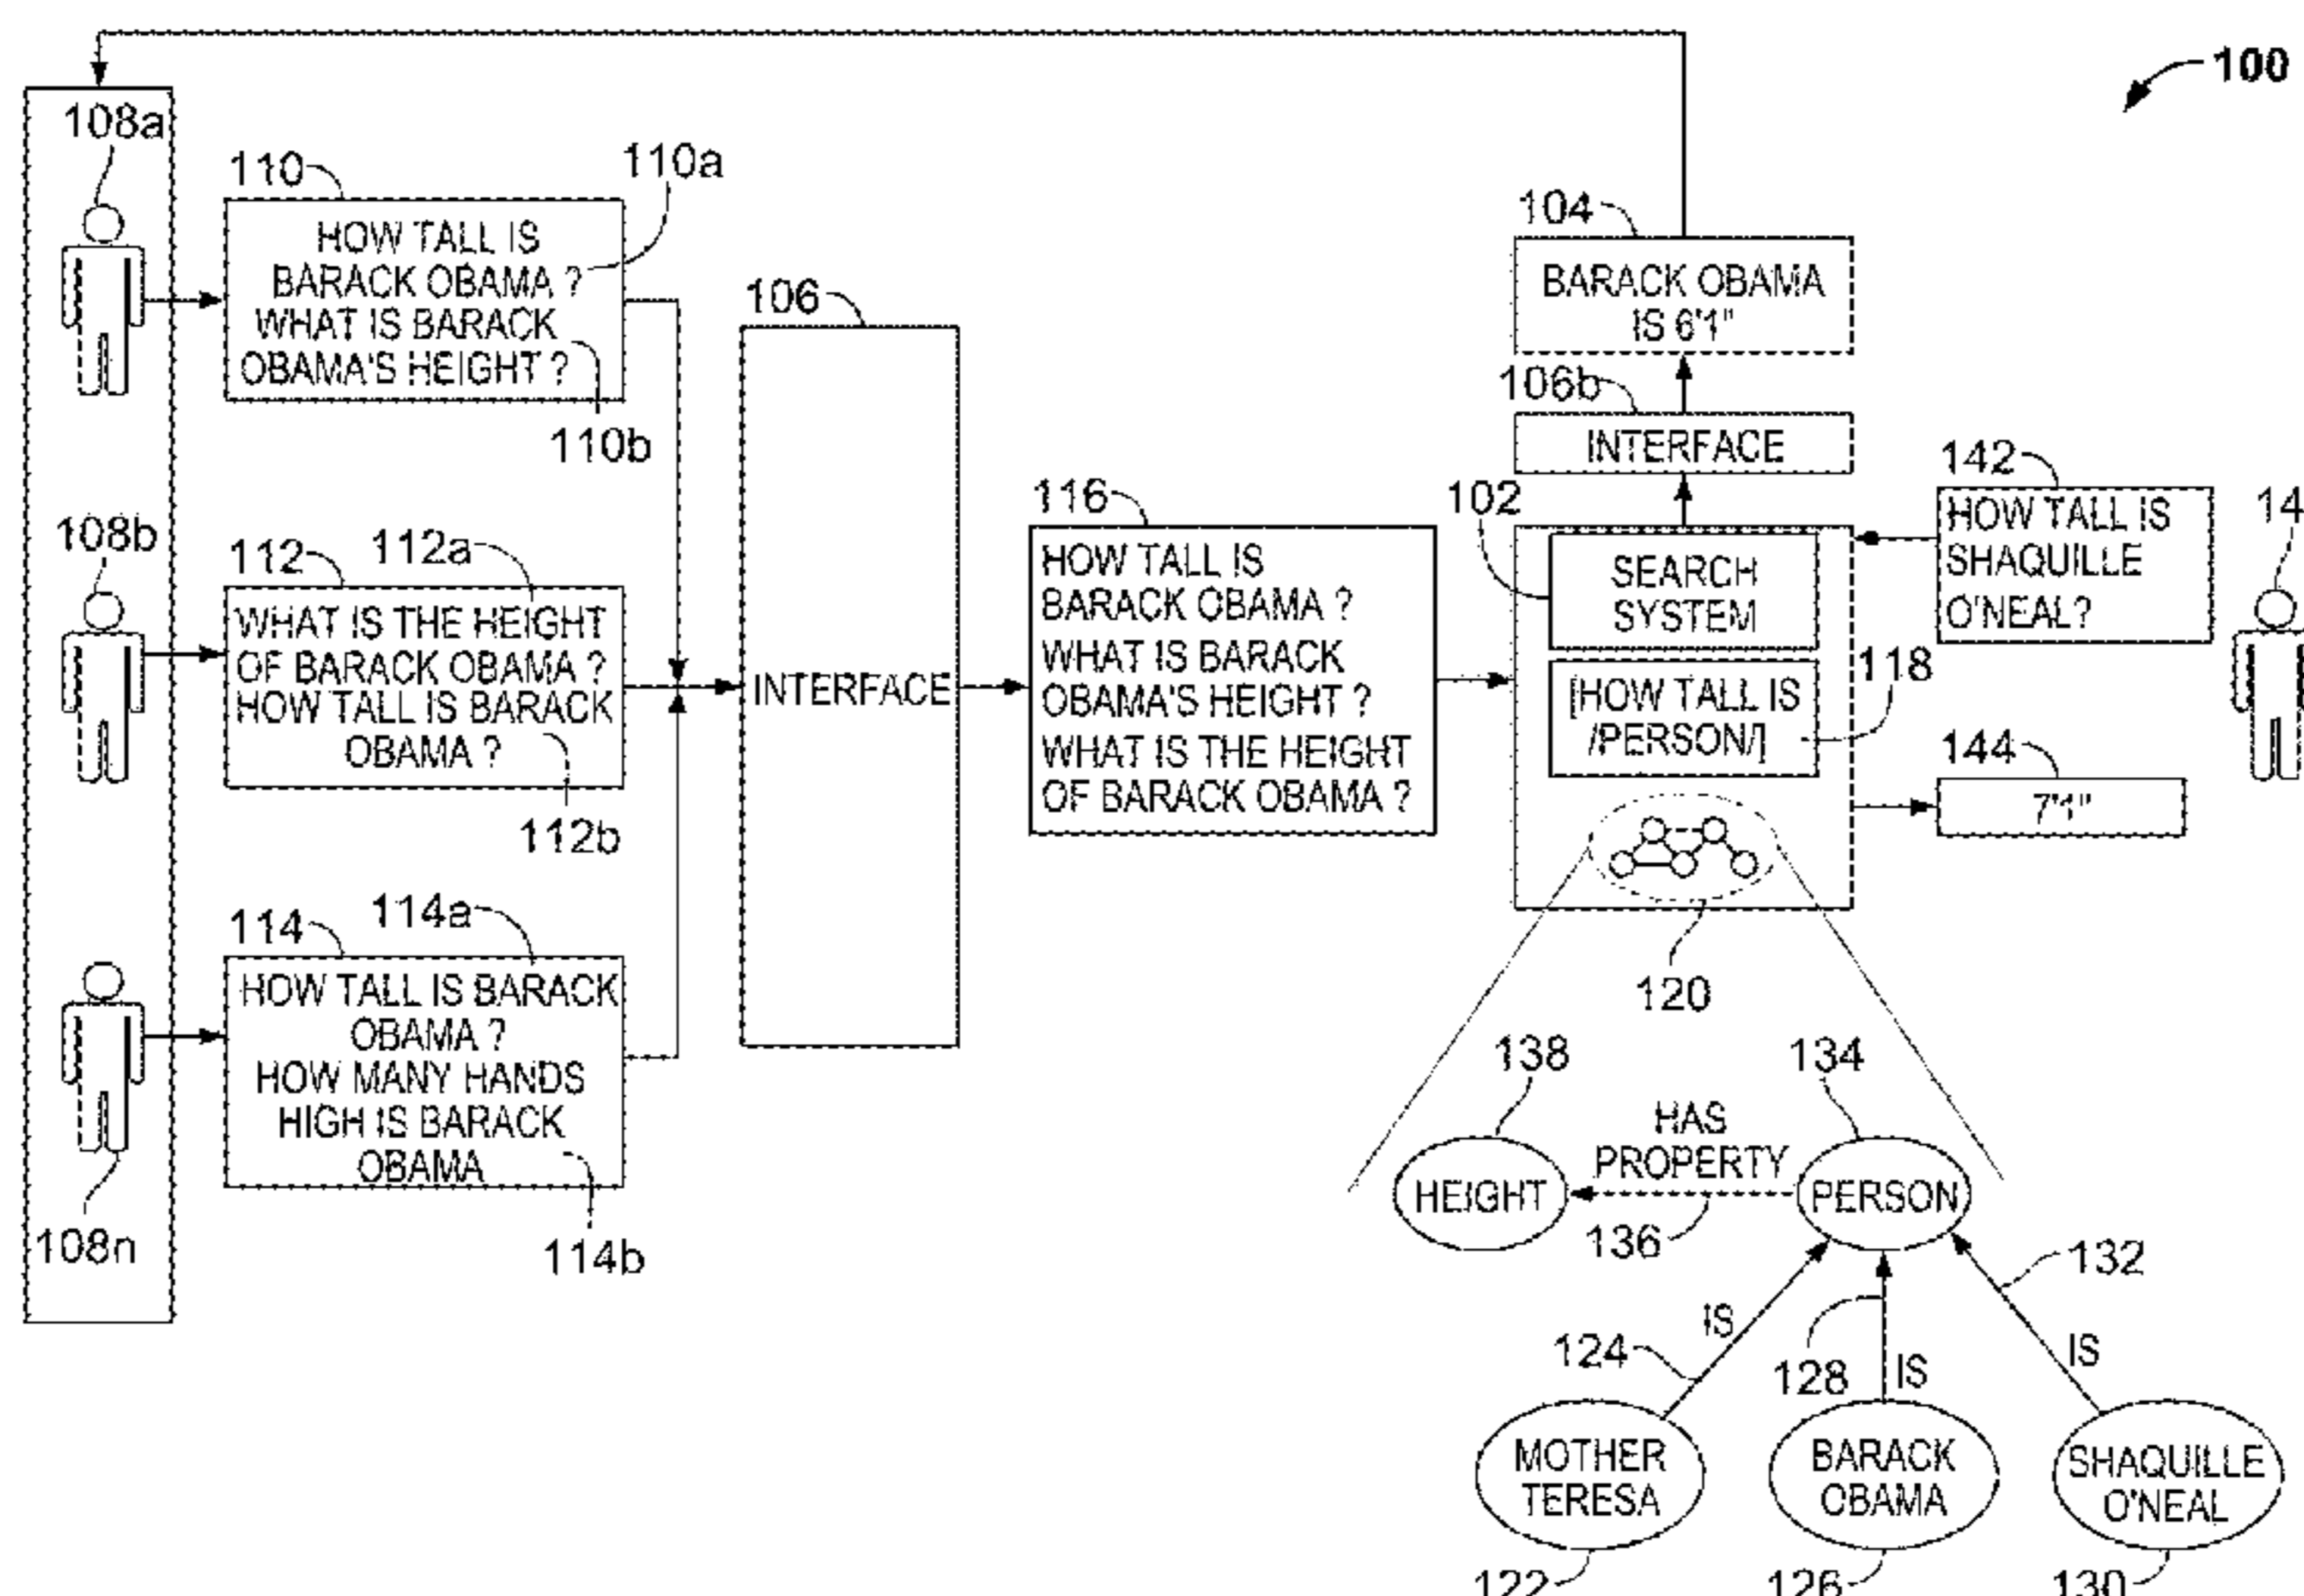 100
108a
110
110a
HOW TALL IS
BARACK OBAMA ?
WHAT IS BARACK
OBAMA'S HEIGHT ?
110b
108b
112
112a
WHAT IS THE HEIGHT
OF BARACK OBAMA ?
HOW TALL IS BARACK
OBAMA ?
112b
114
114a
HOW TALL IS BARACK
OBAMA ?
HOW MANY HANDS
HIGH IS BARACK
OBAMA
114b
108n
106
INTERFACE
116
HOW TALL IS
BARACK OBAMA ?
WHAT IS BARACK
OBAMA'S HEIGHT ?
WHAT IS THE HEIGHT
OF BARACK OBAMA ?
104
BARACK OBAMA
IS 6'1"
106b
INTERFACE
102
SEARCH
SYSTEM
[HOW TALL IS
/PERSON/]
118
120
142
HOW TALL IS
SHAQUILLE
O'NEAL?
14
144
7'1"
138
134
HAS
PROPERTY
HEIGHT
PERSON
136
132
IS
124
128
IS
IS
MOTHER
TERESA
BARACK
OBAMA
SHAQUILLE
O'NEAL
122
126
130